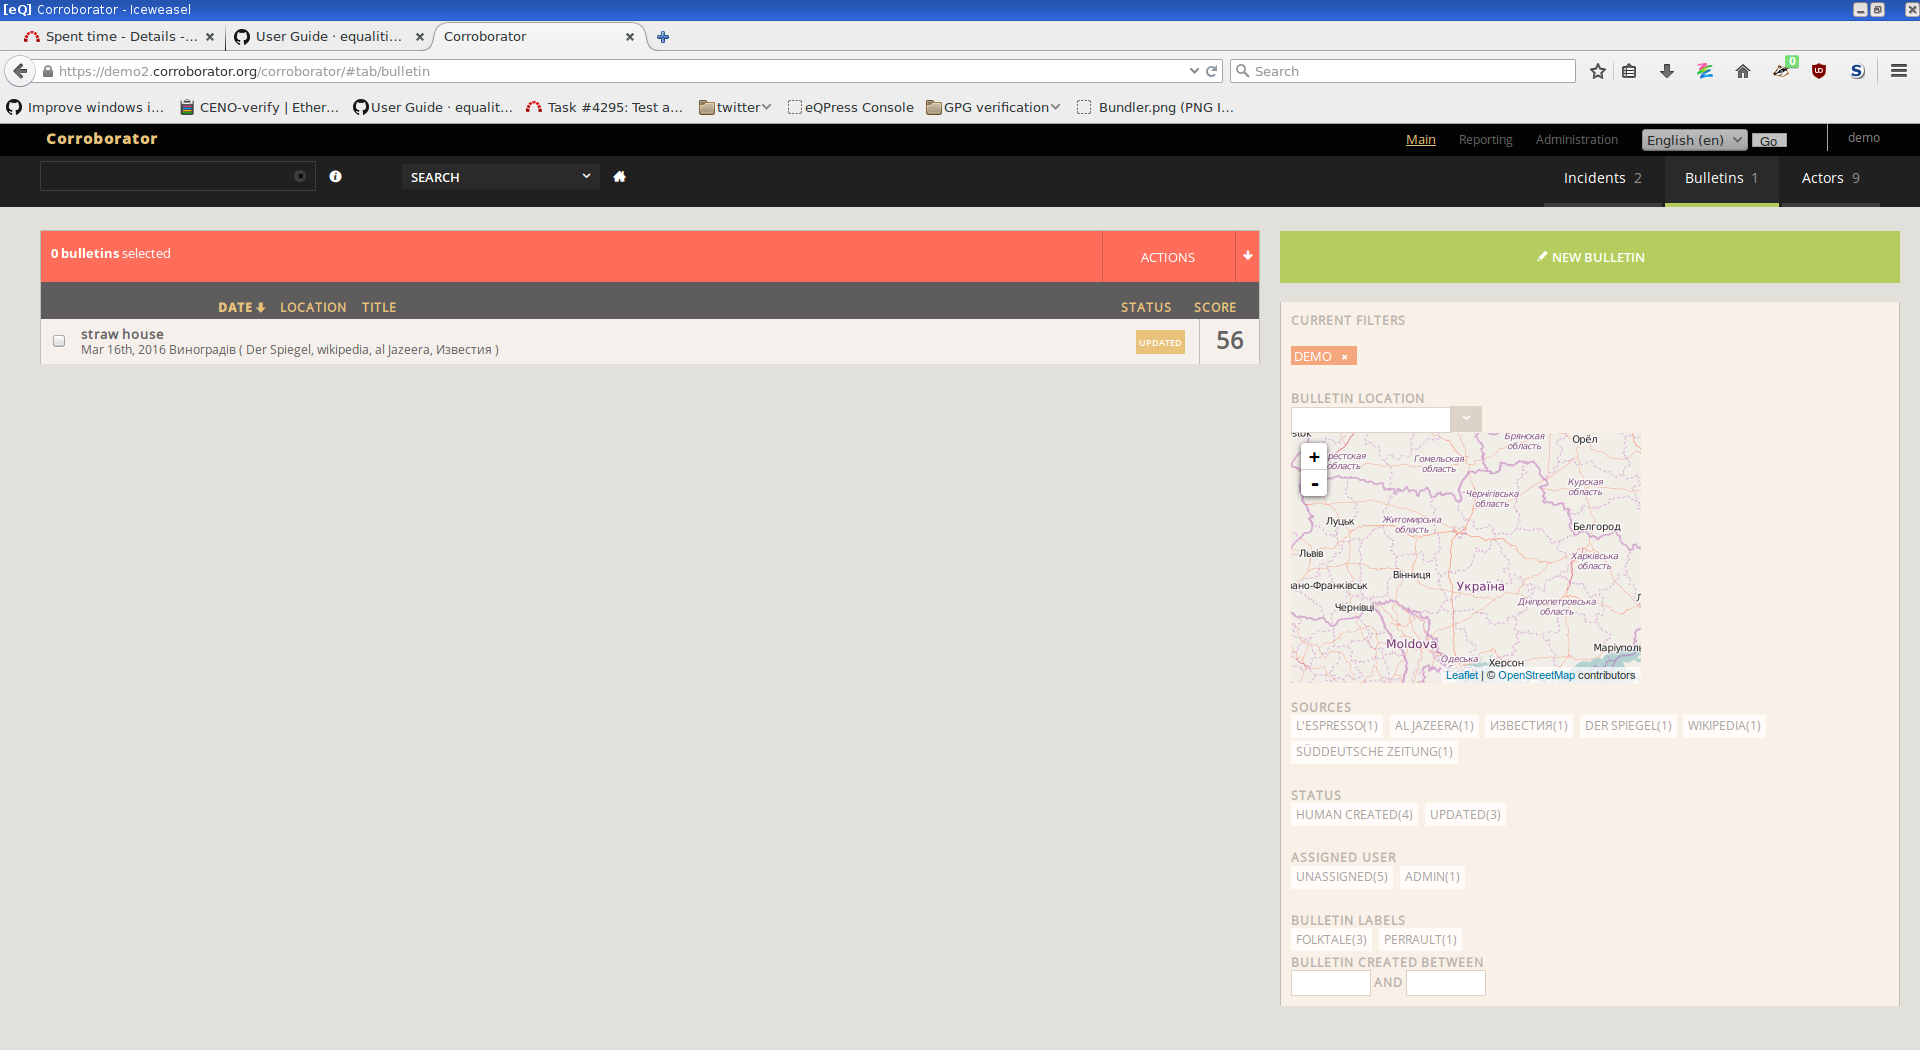 [eQ] Corroborator - Iceweasel
Spent time - Details -...
User Guide · equaliti...
Corroborator
https://demo2.corroborator.org/corroborator/#tab/bulletin
Search
0
Improve windows i...
CENO-verify | Ether...
User Guide · equalit...
Task #4295: Test a...
twitter
eQPress Console
GPG verification
Bundler.png (PNG I...
Corroborator
Main
Reporting
Administration
English (en)
Go
demo
SEARCH
Incidents 2
Bulletins 1
Actors 9
0 bulletins selected
ACTIONS
DATE
LOCATION
TITLE
STATUS
SCORE
straw house
Mar 16th, 2016 Виноградів ( Der Spiegel, wikipedia, al Jazeera, Известия )
UPDATED
56
NEW BULLETIN
CURRENT FILTERS
DEMO ×
BULLETIN LOCATION
+
-
Брянская
область
Орёл
рестская
область
Гомельская
область
Курская
область
Чернігівська
область
Луцьк
Житомирська
область
Белгород
Львів
Харківська
область
вано-Франківськ
Вінниця
Україна
Чернівці
Дніпропетровська
область
Moldova
Маріуполь
Одеська
Херсон
Leaflet | © OpenStreetMap contributors
SOURCES
L'ESPRESSO(1)
AL JAZEERA(1)
ИЗВЕСТИЯ(1)
DER SPIEGEL(1)
WIKIPEDIA(1)
SÜDDEUTSCHE ZEITUNG(1)
STATUS
HUMAN CREATED(4)
UPDATED(3)
ASSIGNED USER
UNASSIGNED(5)
ADMIN(1)
BULLETIN LABELS
FOLKTALE(3)
PERRAULT(1)
BULLETIN CREATED BETWEEN
AND